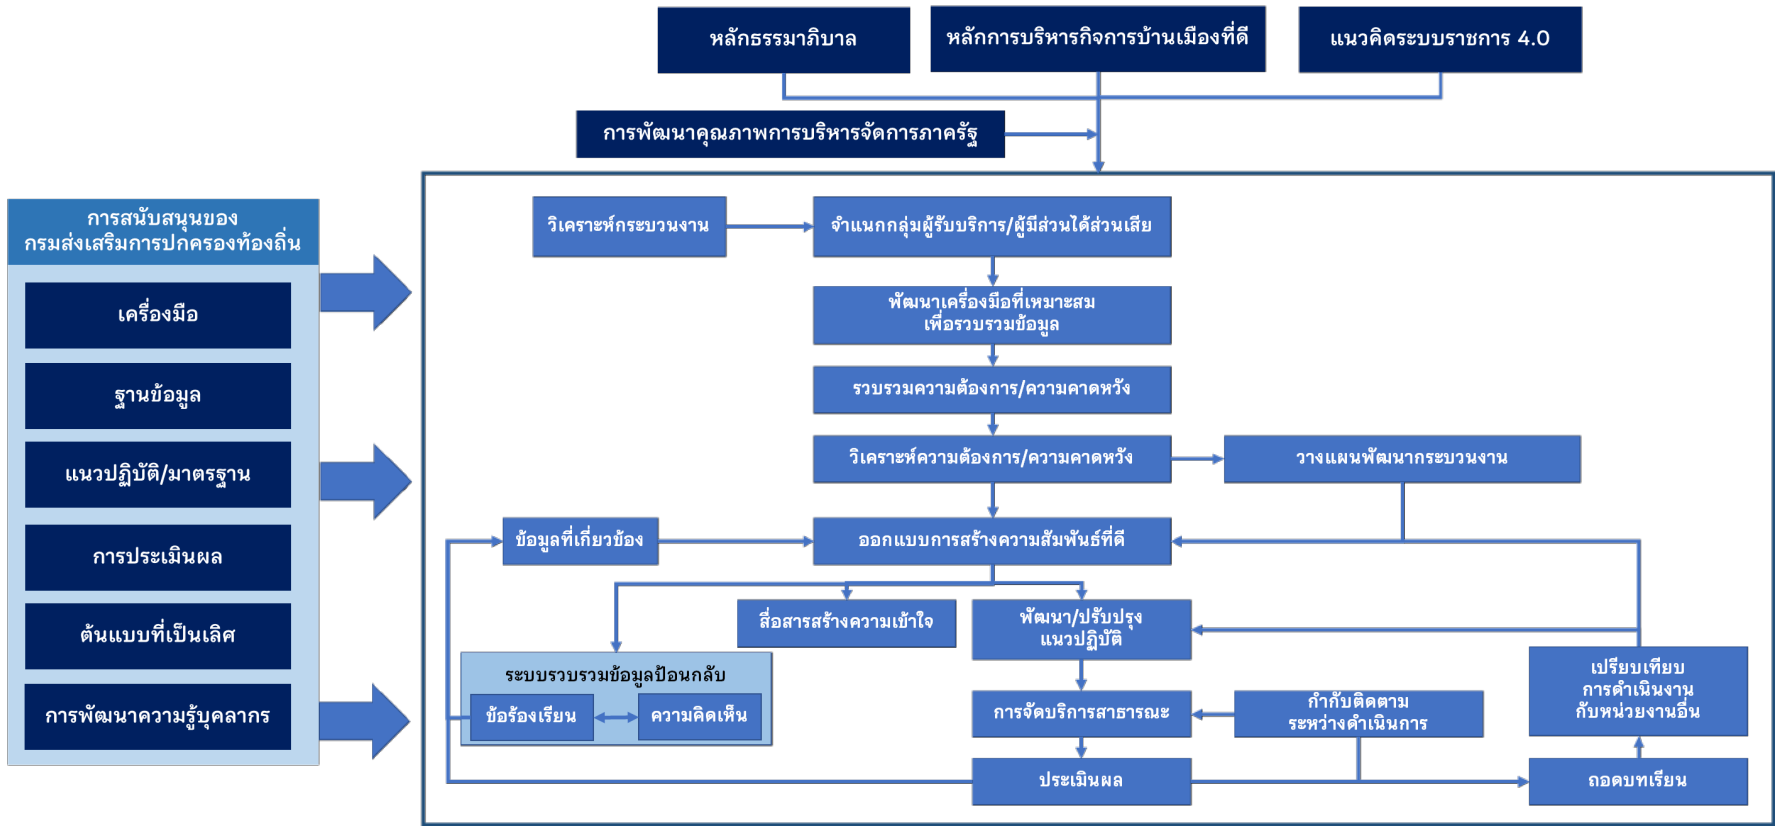 หลักธรรมาภิบาล
หลักการบริหารกิจการบ้านเมืองที่ดี
แนวคิดระบบราชการ 4.0
การพัฒนาคุณภาพการบริหารจัดการภาครัฐ
การสนับสนุนของ
กรมส่งเสริมการปกครองท้องถิ่น
เครื่องมือ
ฐานข้อมูล
แนวปฏิบัติ/มาตรฐาน
การประเมินผล
ต้นแบบที่เป็นเลิศ
การพัฒนาความรู้บุคลากร
วิเคราะห์กระบวนงาน
จำแนกกลุ่มผู้รับบริการ/ผู้มีส่วนได้ส่วนเสีย
พัฒนาเครื่องมือที่เหมาะสม
เพื่อรวบรวมข้อมูล
รวบรวมความต้องการ/ความคาดหวัง
วิเคราะห์ความต้องการ/ความคาดหวัง
วางแผนพัฒนากระบวนงาน
ข้อมูลที่เกี่ยวข้อง
ออกแบบการสร้างความสัมพันธ์ที่ดี
สื่อสารสร้างความเข้าใจ
พัฒนา/ปรับปรุง
แนวปฏิบัติ
ระบบรวบรวมข้อมูลป้อนกลับ
ข้อร้องเรียน
ความคิดเห็น
การจัดบริการสาธารณะ
กำกับติดตาม
ระหว่างดำเนินการ
เปรียบเทียบ
การดำเนินงาน
กับหน่วยงานอื่น
ประเมินผล
ถอดบทเรียน